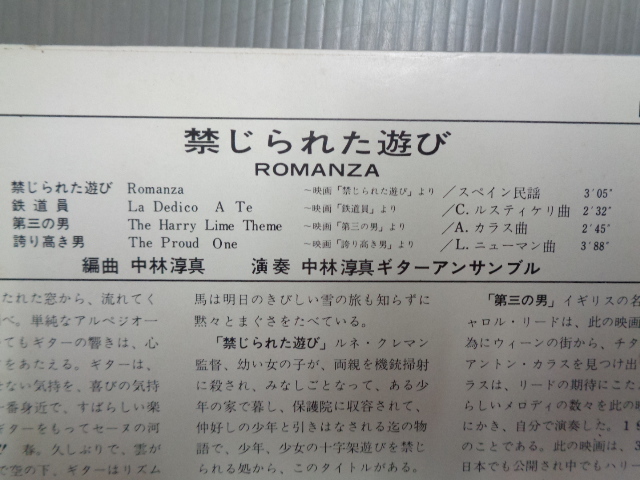 禁じられた遊び
ROMANZA
禁じられた遊び Romanza ～映画「禁じられた遊び」より／スペイン民謡 3′05″
鉄道員 La Dedico A Te ～映画「鉄道員」より／C. ルスティケリ曲 2′32″
第三の男 The Harry Lime Theme ～映画「第三の男」より／A. カラス曲 2′45″
誇り高き男 The Proud One ～映画「誇り高き男」より／L. ニューマン曲 3′88″
編曲 中林淳真 演奏 中林淳真ギターアンサンブル
たれた窓から、流れてく
べ。単純なアルペジオー
てもギターの響きは、心
をあたえる。ギターは、
せない気持を、喜びの気持
一番身近で、すばらしい楽
ギターをもってセーヌの河
!! 春。久しぶりで、雲が
で空の下、ギターはリズム
馬は明日のきびしい雪の旅も知らずに
黙々とまぐさをたべている。
「禁じられた遊び」ルネ・クレマン
監督、幼い女の子が、両親を機銃掃射
に殺され、みなしごとなって、ある少
年の家で暮し、保護院に収容されて、
仲好しの少年と引きはなされる迄の物
語で、少年、少女の十字架遊びを禁じ
られる処から、このタイトルがある。
「第三の男」イギリスの名
ャロル・リードは、此の映画
為にウィーンの街から、チタ
アントン・カラスを見つけ出
ラスは、リードの期待にこた
らしいメロディの数々を此の映
にかき、自分で演奏した。19
のことである。此の映画は、3
日本でも公開され中でもハリー